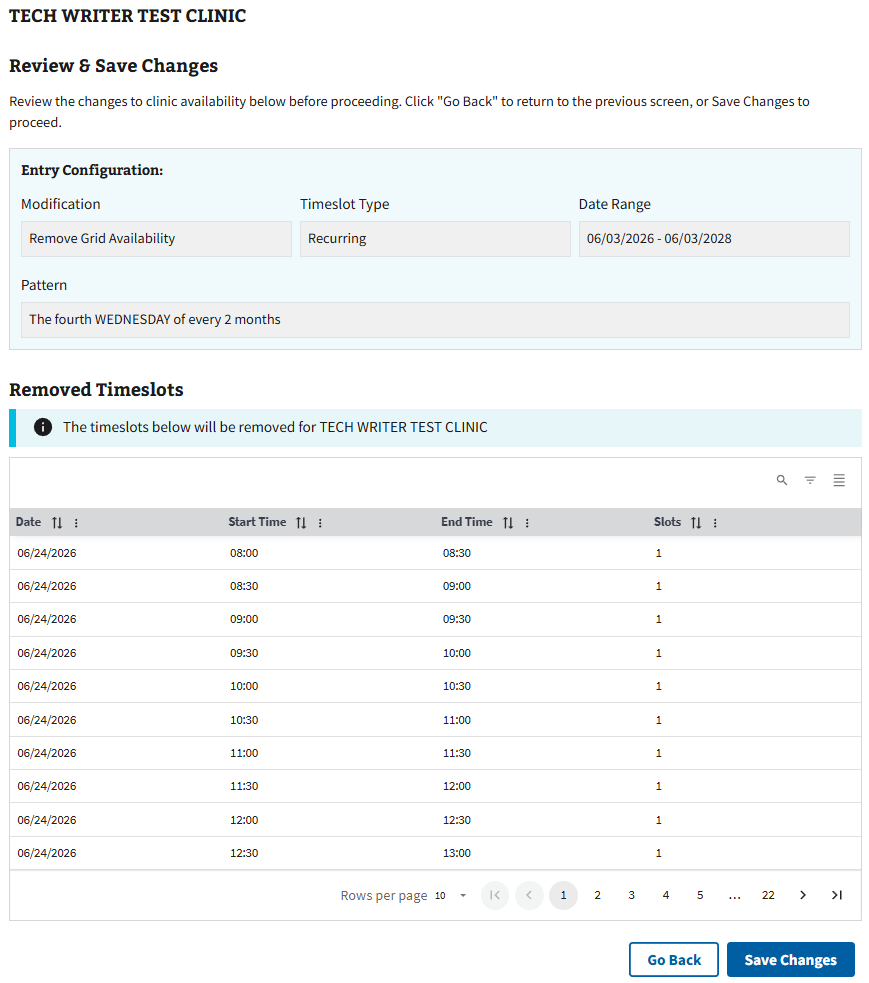 TECH WRITER TEST CLINIC
Review & Save Changes
Review the changes to clinic availability below before proceeding. Click "Go Back" to return to the previous screen, or Save Changes to
proceed.
Entry Configuration:
Modification Timeslot Type Date Range
Remove Grid Availability Recurring 06/03/2026 - 06/03/2028
Pattern
The fourth WEDNESDAY of every 2 months
Removed Timeslots
The timeslots below will be removed for TECH WRITER TEST CLINIC
Date Start Time End Time Slots
06/24/2026 08:00 08:30 1
06/24/2026 08:30 09:00 1
06/24/2026 09:00 09:30 1
06/24/2026 09:30 10:00 1
06/24/2026 10:00 10:30 1
06/24/2026 10:30 11:00 1
06/24/2026 11:00 11:30 1
06/24/2026 11:30 12:00 1
06/24/2026 12:00 12:30 1
06/24/2026 12:30 13:00 1
Rows per page 10 1 2 3 4 5 ... 22
Go Back Save Changes